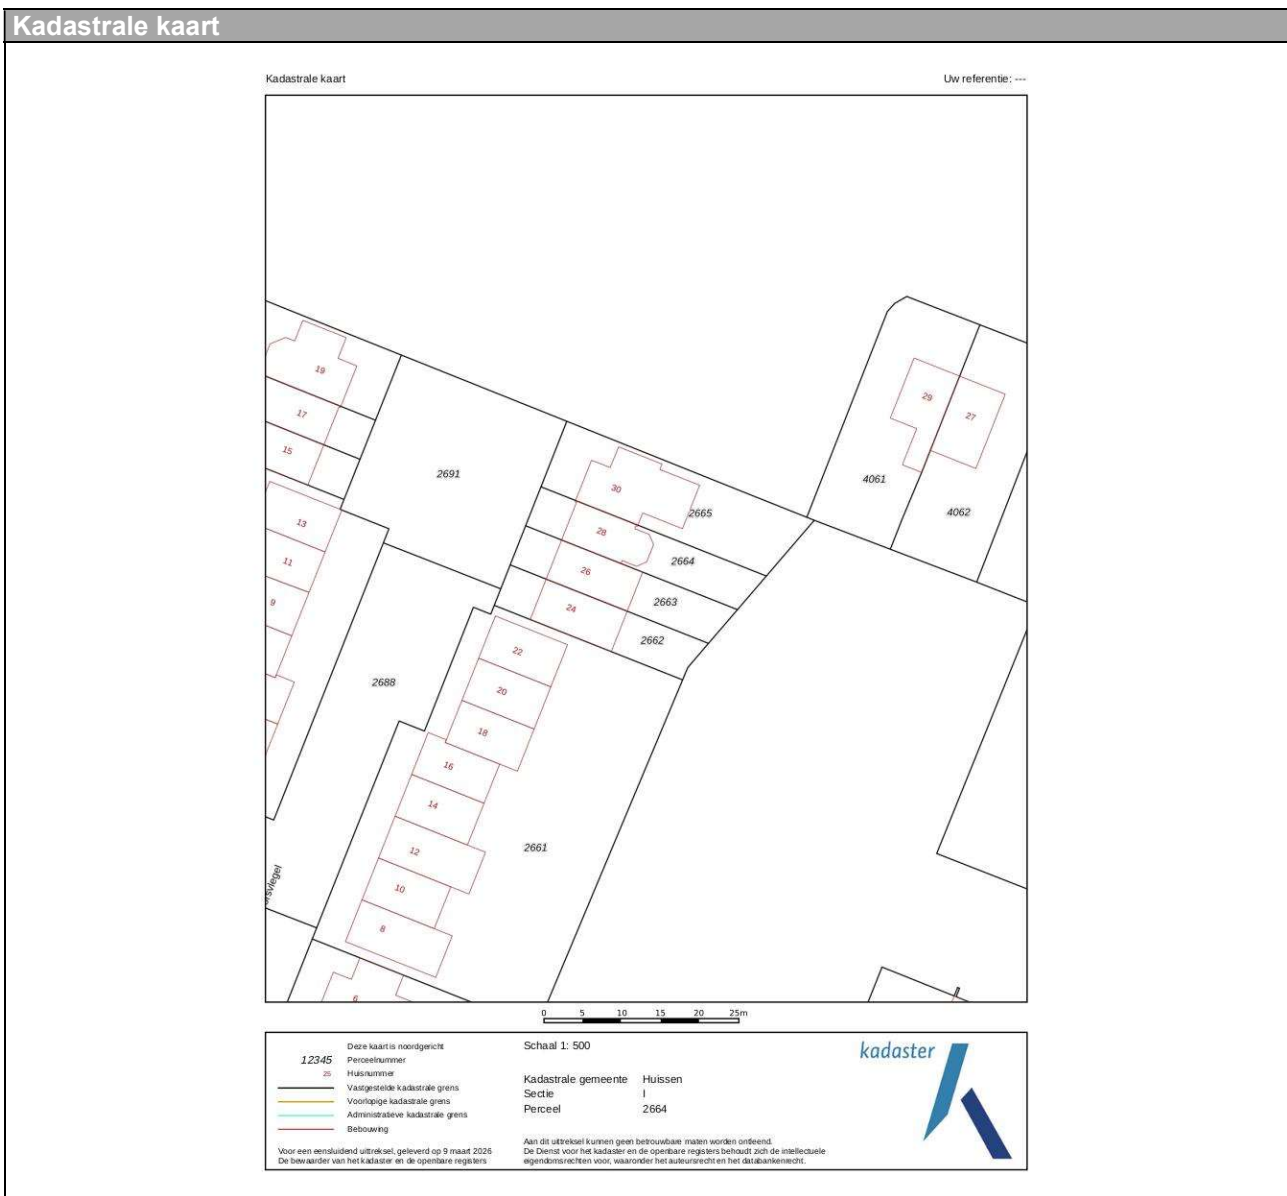 Kadastrale kaart
Kadastrale kaart
Uw referentie: ---
19
17
15
13
11
9
2691
30
28
26
24
2665
2664
2663
2662
29
27
4061
4062
22
20
18
16
14
12
10
8
6
2688
2661
orsvlegel
0 5 10 15 20 25m
Deze kaart is noordgericht
12345 Perceelnummer
25 Huisnummer
Vastgestelde kadastrale grens
Voorlopige kadastrale grens
Administratieve kadastrale grens
Bebouwing
Voor een eensluidend uittreksel, geleverd op 9 maart 2026
De bewaarder van het kadaster en de openbare registers
Schaal 1: 500
Kadastrale gemeente Huissen
Sectie I
Perceel 2664
Aan dit uittreksel kunnen geen betrouwbare maten worden ontleend.
De Dienst voor het kadaster en de openbare registers behoudt zich de intellectuele
eigendomsrechten voor, waaronder het auteursrecht en het databankenrecht.
kadaster